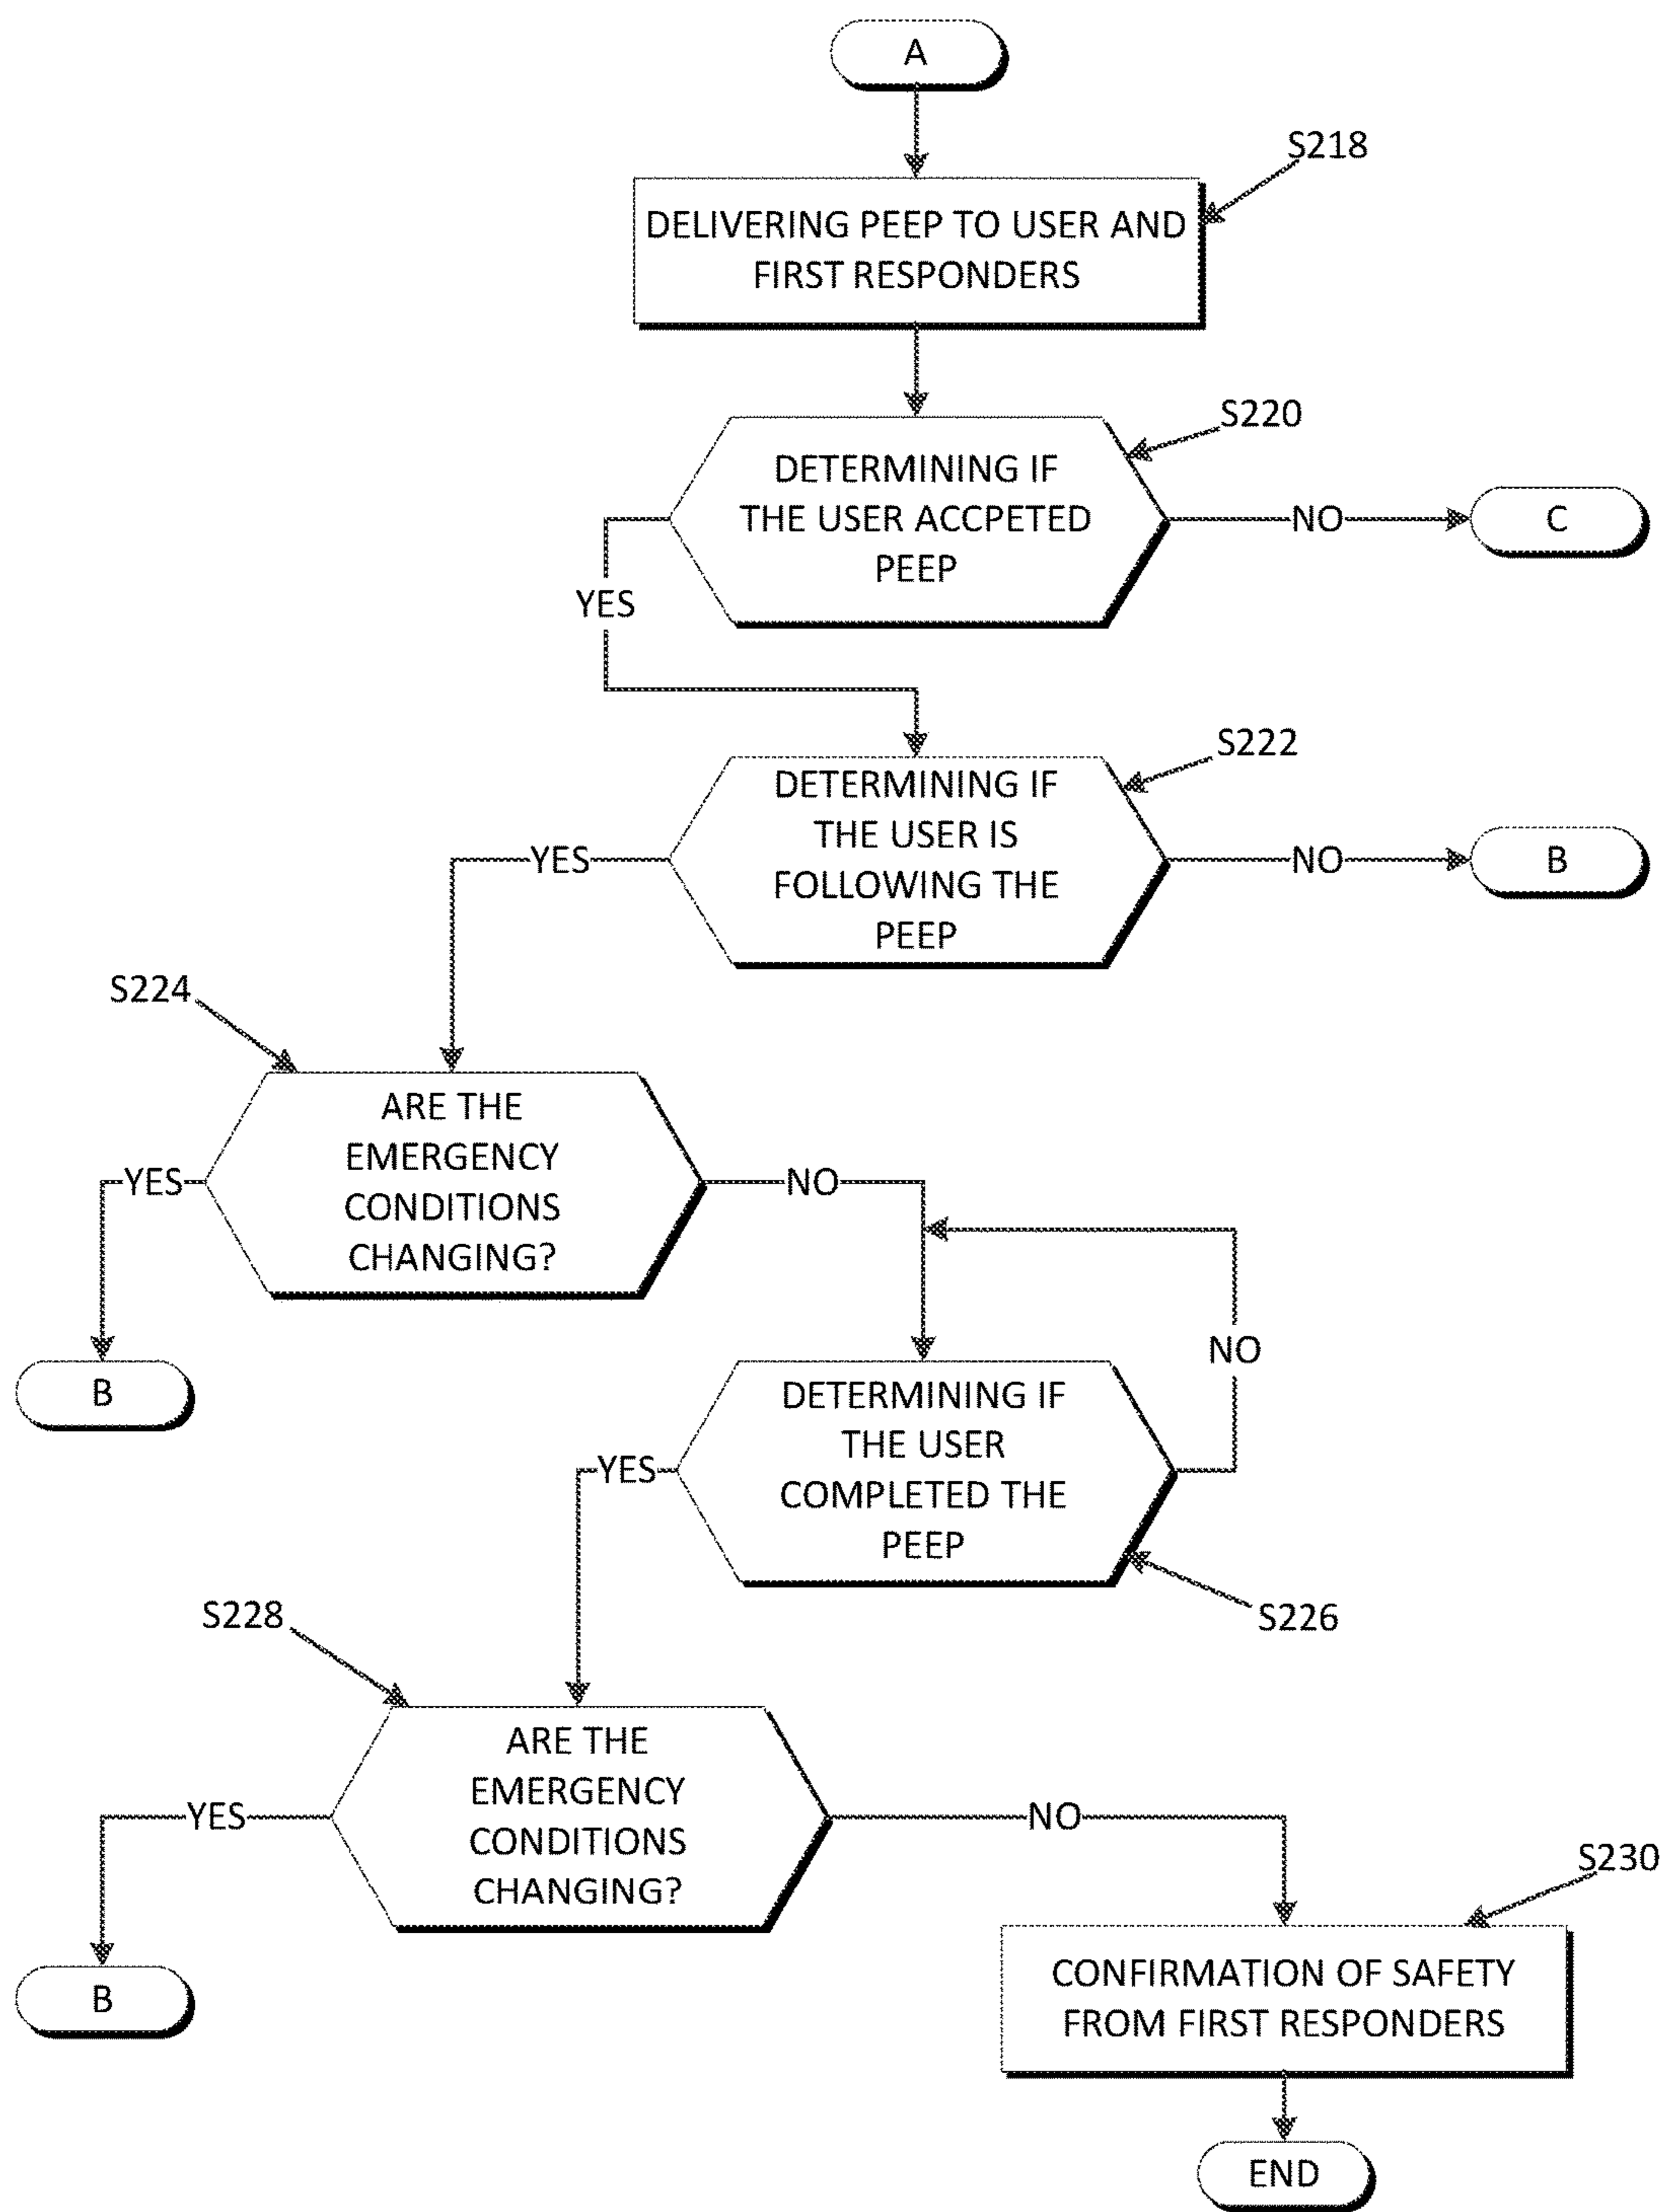 A
S218
DELIVERING PEEP TO USER AND
FIRST RESPONDERS
S220
DETERMINING IF
THE USER ACCPETED
PEEP
NO
C
YES
S222
DETERMINING IF
THE USER IS
FOLLOWING THE
PEEP
YES
NO
B
S224
ARE THE
EMERGENCY
CONDITIONS
CHANGING?
YES
NO
B
NO
DETERMINING IF
THE USER
COMPLETED THE
PEEP
YES
S226
S228
ARE THE
EMERGENCY
CONDITIONS
CHANGING?
YES
NO
B
S230
CONFIRMATION OF SAFETY
FROM FIRST RESPONDERS
END